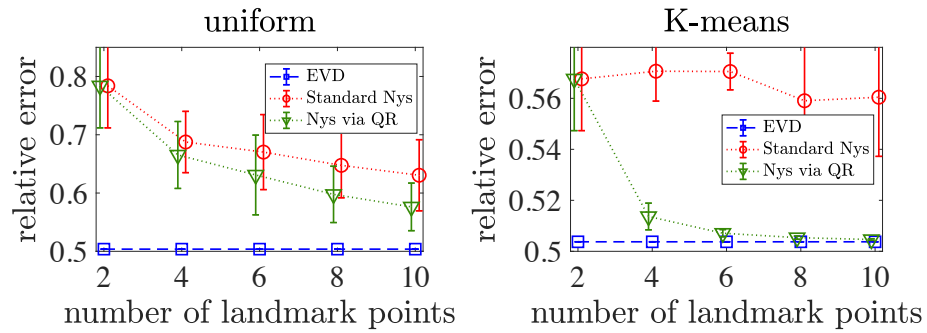 uniform
relative error
0.8
0.7
0.6
0.5
EVD
Standard Nys
Nys via QR
2 4 6 8 10
number of landmark points
K-means
relative error
0.56
0.54
0.52
0.5
EVD
Standard Nys
Nys via QR
2 4 6 8 10
number of landmark points